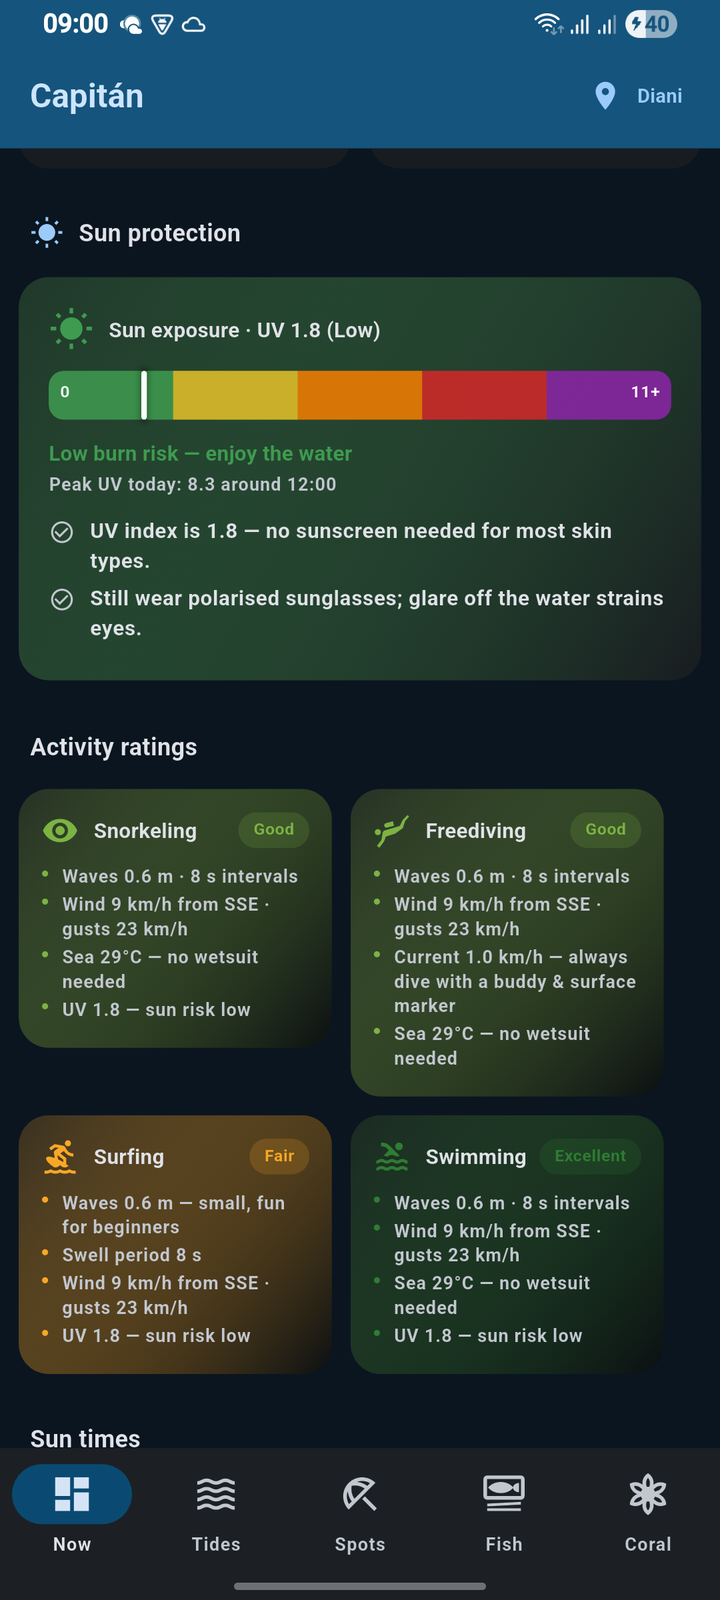 09:00
40
Capitán
Diani
Sun protection
Sun exposure · UV 1.8 (Low)
0
11+
Low burn risk — enjoy the water
Peak UV today: 8.3 around 12:00
UV index is 1.8 — no sunscreen needed for most skin
types.
Still wear polarised sunglasses; glare off the water strains
eyes.
Activity ratings
Snorkeling
Good
Waves 0.6 m · 8 s intervals
Wind 9 km/h from SSE ·
gusts 23 km/h
Sea 29°C — no wetsuit
needed
UV 1.8 — sun risk low
Freediving
Good
Waves 0.6 m · 8 s intervals
Wind 9 km/h from SSE ·
gusts 23 km/h
Current 1.0 km/h — always
dive with a buddy & surface
marker
Sea 29°C — no wetsuit
needed
Surfing
Fair
Waves 0.6 m — small, fun
for beginners
Swell period 8 s
Wind 9 km/h from SSE ·
gusts 23 km/h
UV 1.8 — sun risk low
Swimming
Excellent
Waves 0.6 m · 8 s intervals
Wind 9 km/h from SSE ·
gusts 23 km/h
Sea 29°C — no wetsuit
needed
UV 1.8 — sun risk low
Sun times
Now
Tides
Spots
Fish
Coral